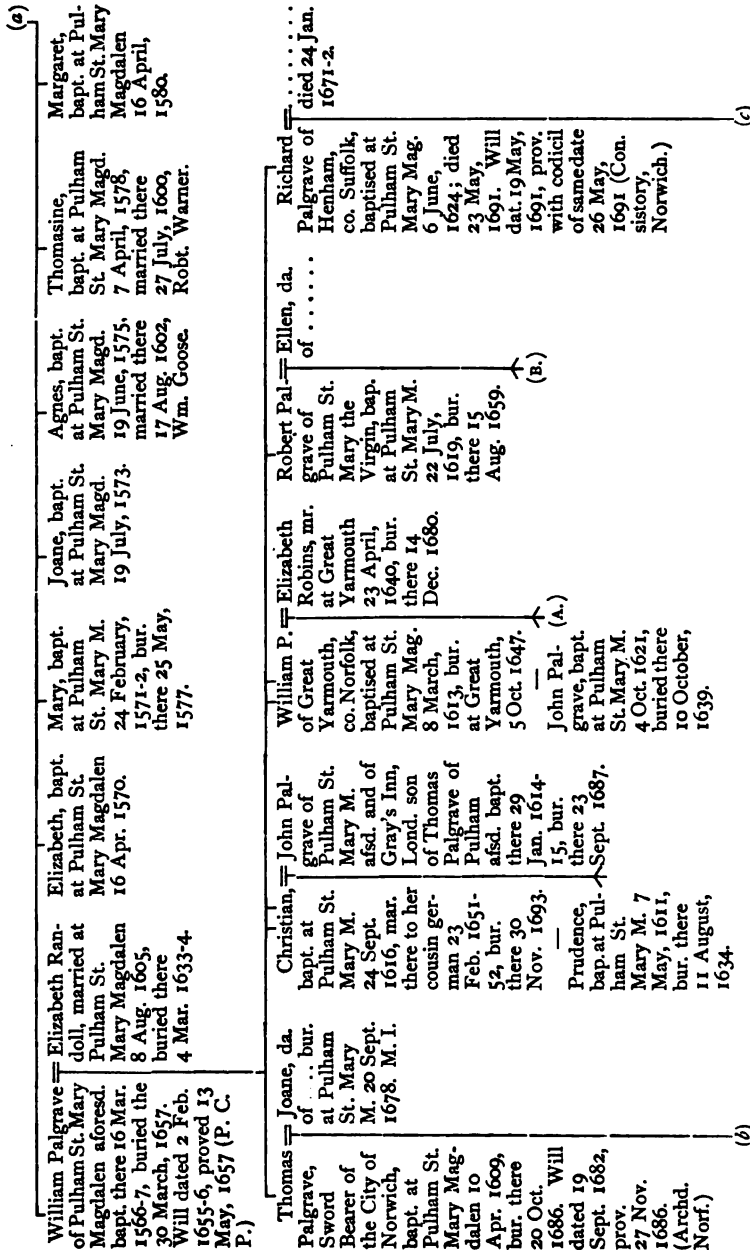 (a)
William Palgrave
of Pulham St. Mary
Magdalen aforesd.
bapt. there 16 Mar.
1566-7, buried the
30 March, 1657.
Will dated 2 Feb.
1655-6, proved 13
May, 1657 (P. C.
P.)
Elizabeth Ran-
doll, married at
Pulham St.
Mary Magdalen
8 Aug. 1605,
buried there
4 Mar. 1633-4.
Elizabeth, bapt.
at Pulham St.
Mary Magdalen
16 Apr. 1570.
Mary, bapt.
at Pulham
St. Mary M.
24 February,
1571-2, bur.
there 25 May,
1577.
Joane, bapt.
at Pulham St.
Mary Magd.
19 July, 1573.
Agnes, bapt.
at Pulham St.
Mary Magd.
19 June, 1575,
married there
17 Aug. 1602,
Wm. Goose.
Thomasine,
bapt. at Pulham
St. Mary Magd.
7 April, 1578,
married there
27 July, 1600,
Robt. Warner.
Margaret,
bapt. at Pul-
ham St. Mary
Magdalen
16 April,
1580.
Thomas
Palgrave,
Sword
Bearer of
the City of
Norwich,
bapt. at
Pulham St.
Mary Mag-
dalen 10
Apr. 1609,
bur. there
20 Oct.
1686. Will
dated 19
Sept. 1682,
prov.
27 Nov.
1686.
(Archd.
Norf.)
Joane, da.
of .... bur.
at Pulham
St. Mary
M. 20 Sept.
1678. M. I.
(b)
Christian,
bapt. at
Pulham St.
Mary M.
24 Sept.
1616, mar.
there to her
cousin ger-
man 23
Feb. 1651-
52, bur.
there 30
Nov. 1693.
—
Prudence,
bap. at Pul-
ham St.
Mary M. 7
May, 1611,
bur. there
11 August,
1634.
John Pal-
grave of
Pulham St.
Mary M.
afsd. and of
Gray's Inn,
Lond. son
of Thomas
Palgrave of
Pulham
afsd. bapt.
there 29
Jan. 1614-
15, bur.
there 23
Sept. 1687.
William P.
of Great
Yarmouth,
co. Norfolk,
baptised at
Pulham St.
Mary Mag.
8 March,
1613, bur.
at Great
Yarmouth,
5 Oct. 1647.
—
John Pal-
grave, bapt.
at Pulham
St. Mary M.
4 Oct. 1621,
buried there
10 October,
1639.
Elizabeth
Robins, mr.
at Great
Yarmouth
23 April,
1640, bur.
there 14
Dec. 1680.
(A.)
Robert Pal-
grave of
Pulham St.
Mary the
Virgin, bap.
at Pulham
St. Mary M.
22 July,
1619, bur.
there 15
Aug. 1659.
Ellen, da.
of ......
(B.)
Richard
Palgrave of
Henham,
co. Suffolk,
baptised at
Pulham St.
Mary Mag.
6 June,
1624; died
23 May,
1691. Will
dat. 19 May,
1691, prov.
with codicil
of same date
26 May,
1691 (Con.
sistory,
Norwich.)
........
died 24 Jan.
1671-2.
(c)